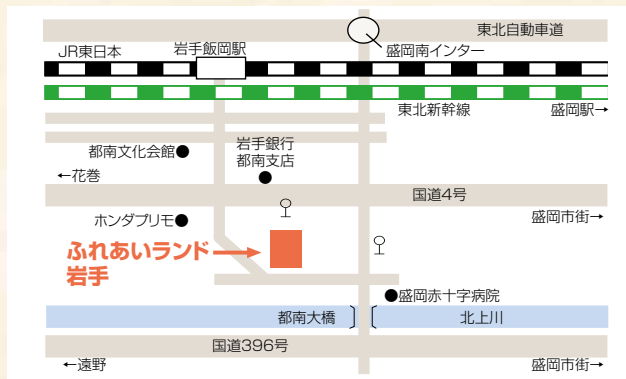 東北自動車道
JR東日本
岩手飯岡駅
盛岡南インター
東北新幹線
盛岡駅→
都南文化会館●
岩手銀行
都南支店
←花巻
国道4号
盛岡市街→
ホンダプリモ●
ふれあいランド
岩手
●盛岡赤十字病院
都南大橋
北上川
国道396号
←遠野
盛岡市街→